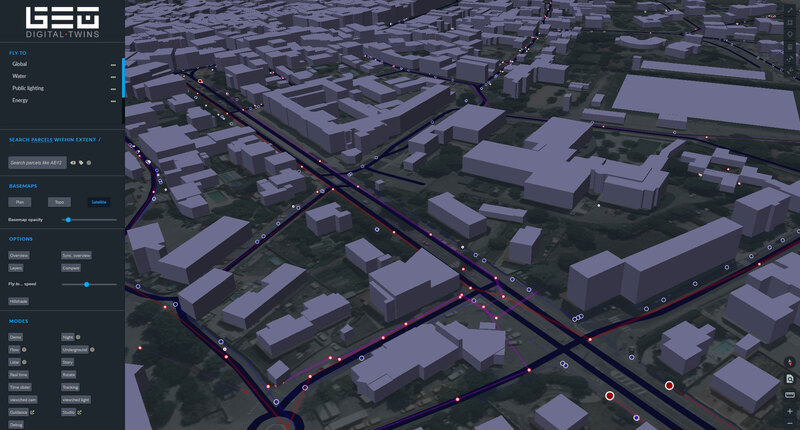 GEO
DIGITAL·TWINS
FLY TO
Global
Water
Public lighting
Energy
SEARCH PARCELS WITHIN EXTENT /
Search parcels like AB12
BASEMAPS
Plan Topo Satellite
Basemap opacity
OPTIONS
Overview Sync. overview
Layers Compare
Fly to... speed
Hillshade
MODES
Demo Night
Flow Underground
Lidar Story
Real time Rotate
Time slider Tracking
viewshed cam viewshed light
Guidance Studio
Debug